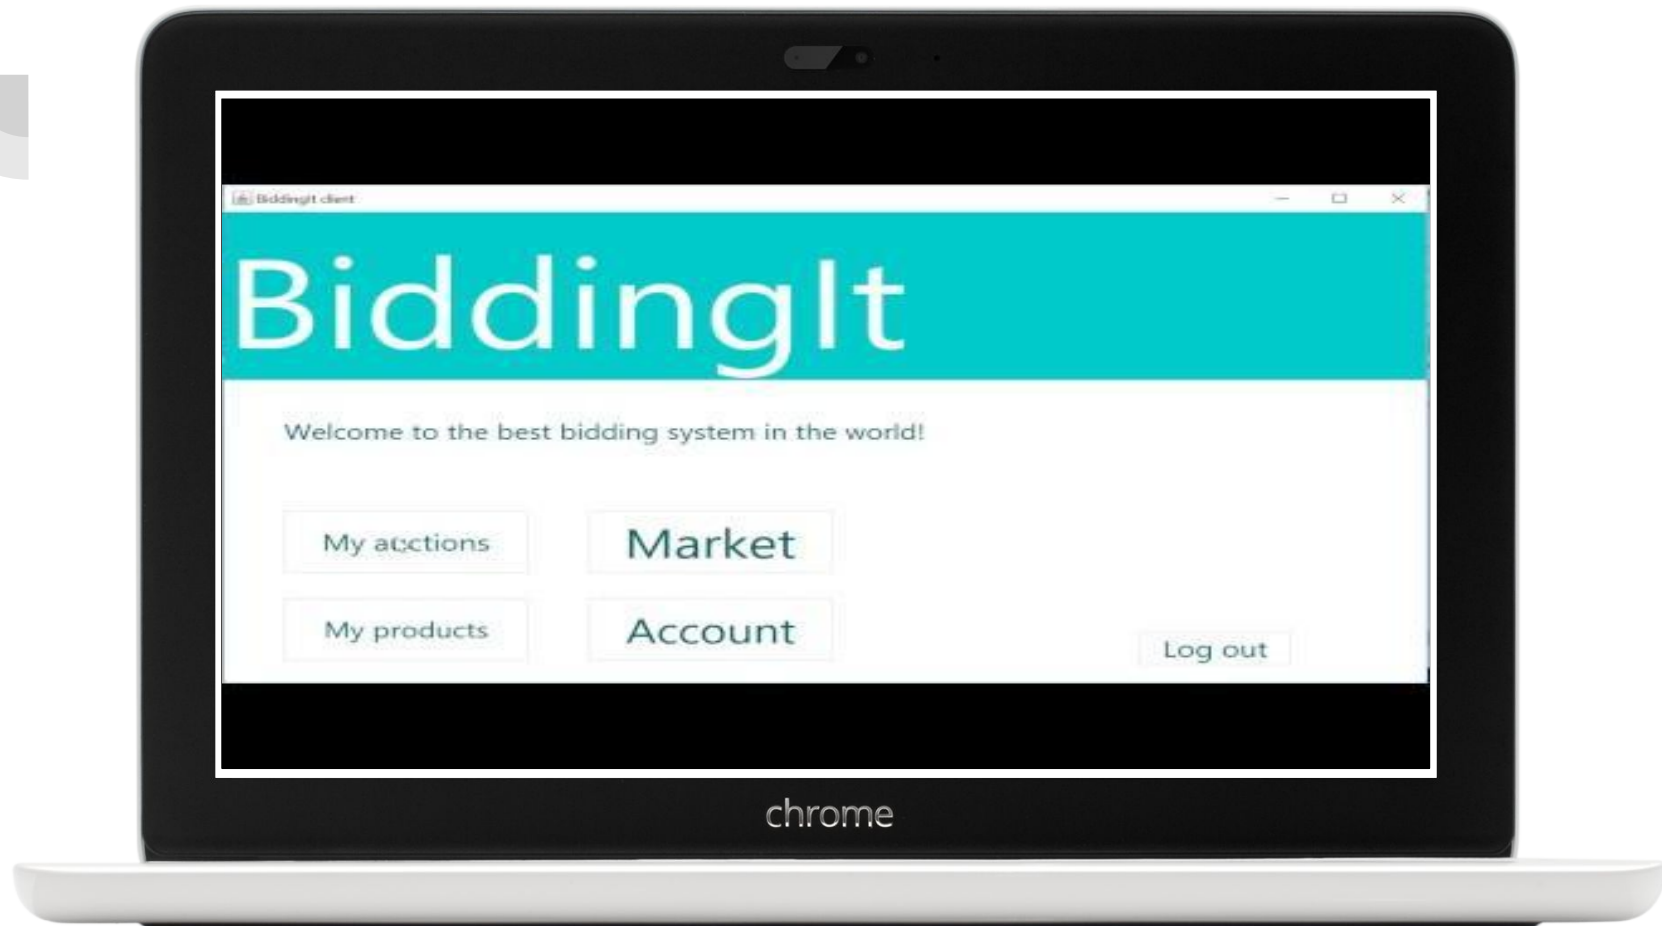 BiddingIt client
BiddingIt
Welcome to the best bidding system in the world!
My auctions
Market
My products
Account
Log out
chrome